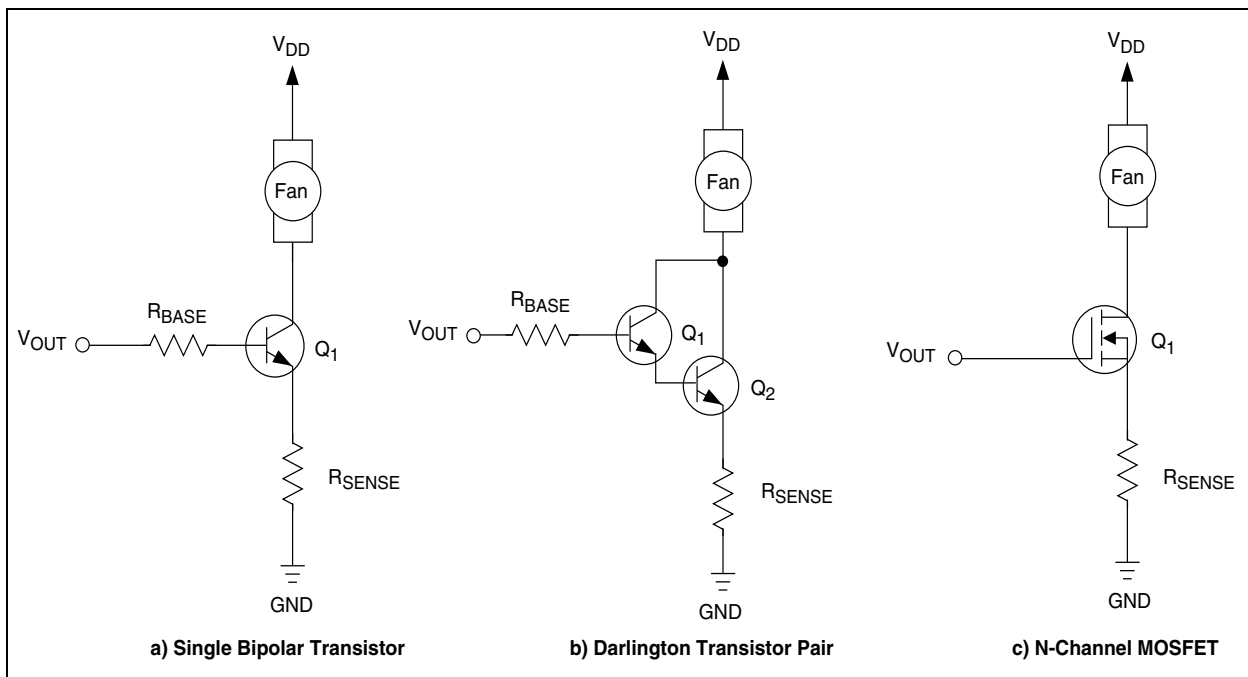 VDD
Fan
RBASE
VOUT
Q1
RSENSE
GND
a) Single Bipolar Transistor
VDD
Fan
RBASE
VOUT
Q1
Q2
RSENSE
GND
b) Darlington Transistor Pair
VDD
Fan
VOUT
Q1
RSENSE
GND
c) N-Channel MOSFET